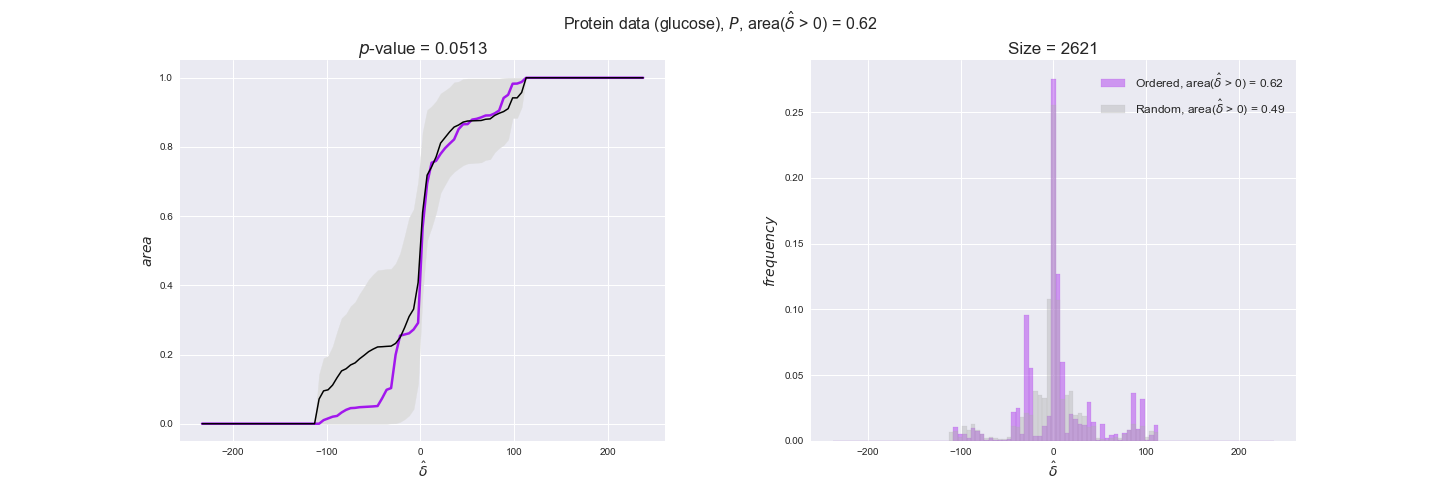 Protein data (glucose), P, area(δ̂ > 0) = 0.62
p-value = 0.0513
1.0
0.8
0.6
0.4
0.2
0.0
area
−200 −100 0 100 200
δ̂
Size = 2621
Ordered, area(δ̂ > 0) = 0.62
Random, area(δ̂ > 0) = 0.49
0.25
0.20
0.15
0.10
0.05
0.00
frequency
−200 −100 0 100 200
δ̂